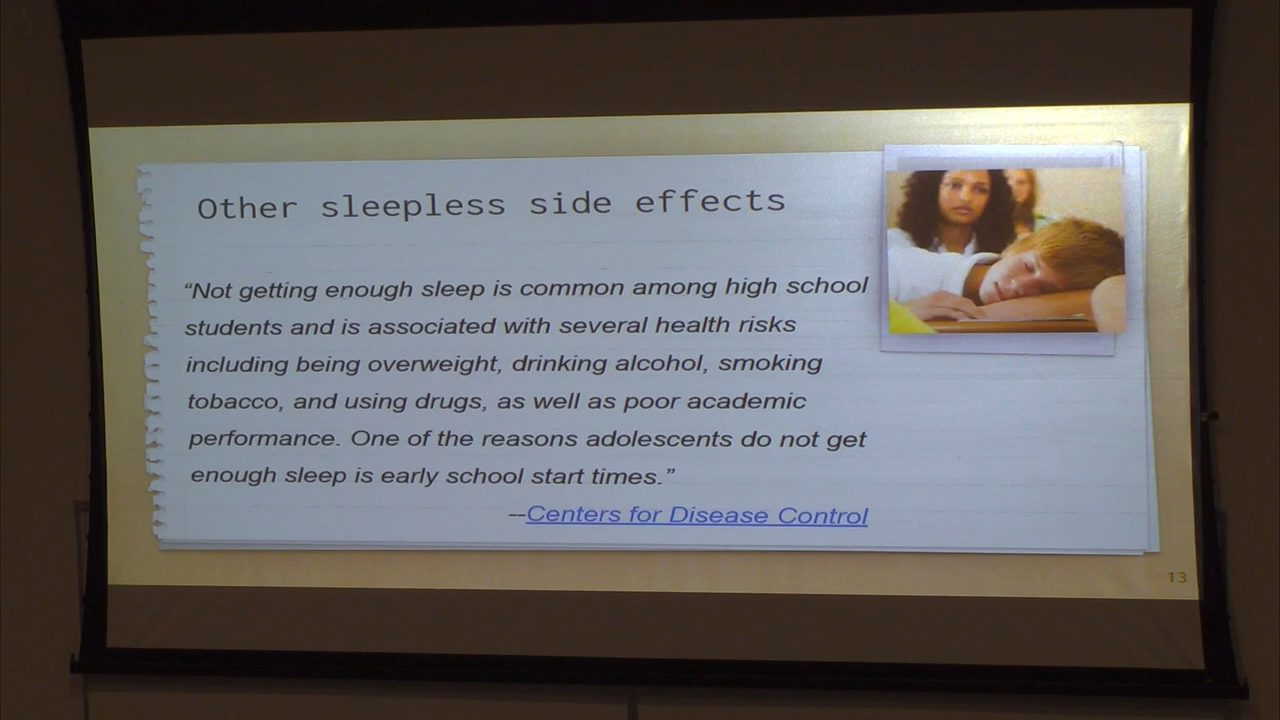 Other sleepless side effects
“Not getting enough sleep is common among high school
students and is associated with several health risks
including being overweight, drinking alcohol, smoking
tobacco, and using drugs, as well as poor academic
performance. One of the reasons adolescents do not get
enough sleep is early school start times.”
--Centers for Disease Control
13